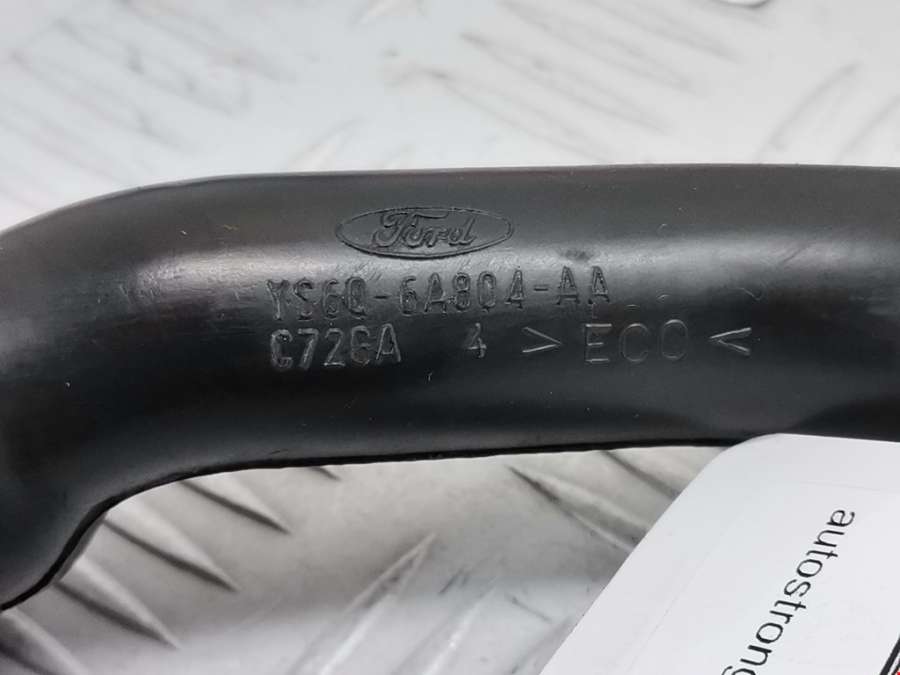 Ford
YS6Q-6A804-AA
C726A 4 > ECO <
autostrong